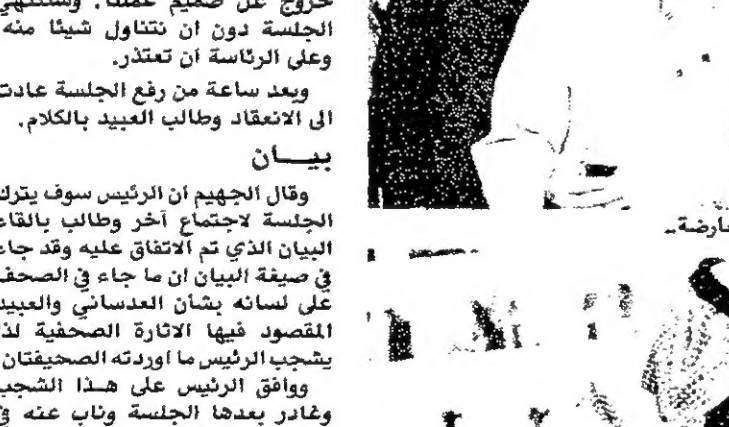 خروج عن صميم عملنا. وستنتهي
الجلسة دون ان نتناول شيئا منه
وعلى الرئاسة ان تعتذر.
وبعد ساعة من رفع الجلسة عادت
الى الانعقاد وطالب العبيد بالكلام.
بيـــان
وقال الجهيم ان الرئيس سوف يترك
الجلسة لاجتماع آخر وطالب بالقاء
البيان الذي تم الاتفاق عليه وقد جاء
في صيغة البيان ان ما جاء في الصحف
على لسانه بشأن العدساني والعبيد
المقصود فيها الاثارة الصحفية لذا
يشجب الرئيس ما اوردته الصحيفتان
ووافق الرئيس على هــذا الشجب
وغادر بعدها الجلسة وناب عنه في